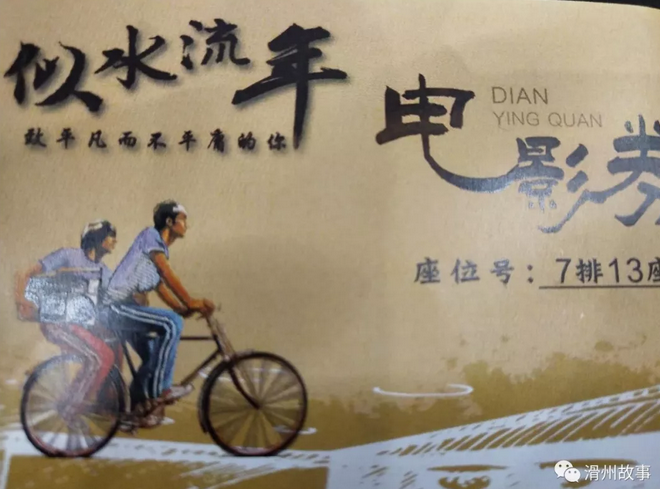 似水流年
致平凡而不平庸的你
电影券
DIAN
YING QUAN
座位号：7排13座
滑州故事